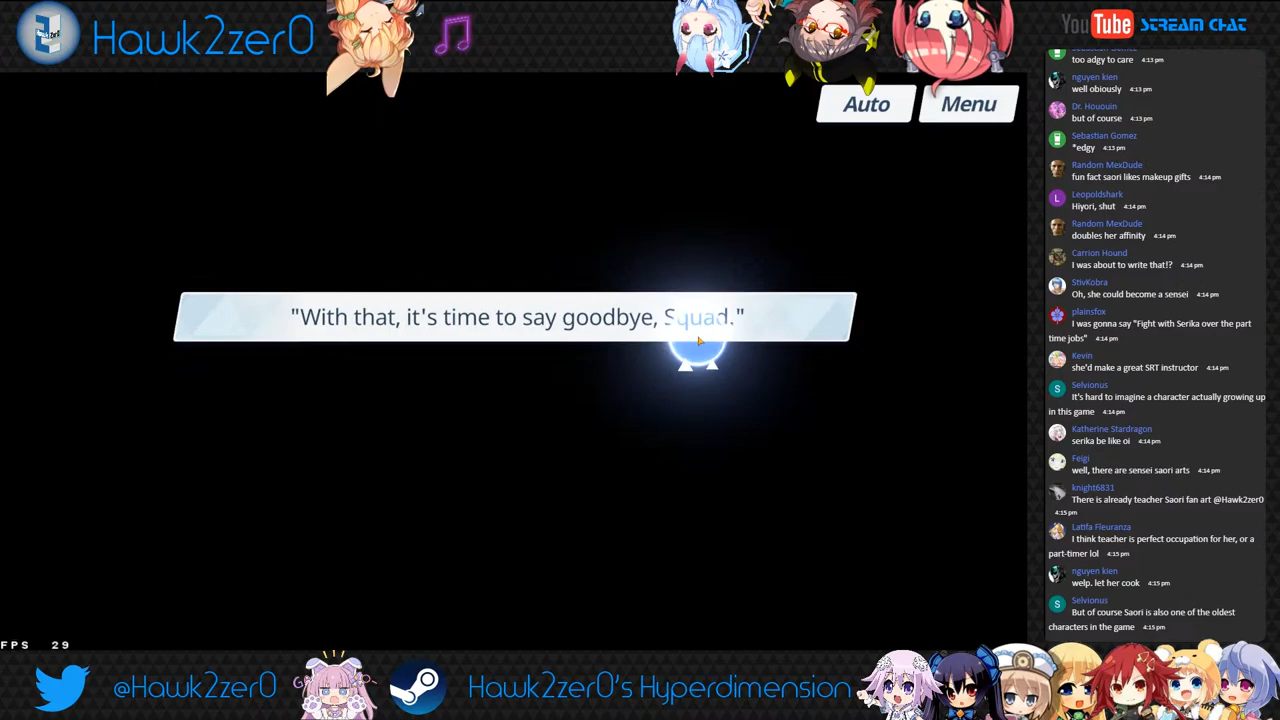 Hawk2zer0
You Tube STREAM CHAT
Auto
Menu
"With that, it's time to say goodbye, Squad."
too adgy to care 4:13 pm
nguyen kien
well obiously 4:13 pm
Dr. Hououin
but of course 4:13 pm
Sebastian Gomez
*edgy 4:13 pm
Random MexDude
fun fact saori likes makeup gifts 4:14 pm
Leopoldshark
Hiyori, shut 4:14 pm
Random MexDude
doubles her affinity 4:14 pm
Carrion Hound
I was about to write that!? 4:14 pm
StivKobra
Oh, she could become a sensei 4:14 pm
plainsfox
I was gonna say "Fight with Serika over the part
time jobs" 4:14 pm
Kevin
she'd make a great SRT instructor 4:14 pm
S Selvionus
It's hard to imagine a character actually growing up
in this game 4:14 pm
Katherine Stardragon
serika be like oi 4:14 pm
Feigi
well, there are sensei saori arts 4:14 pm
knight6831
There is already teacher Saori fan art @Hawk2zer0
4:15 pm
Latifa Fleuranza
I think teacher is perfect occupation for her, or a
part-timer lol 4:15 pm
nguyen kien
welp. let her cook 4:15 pm
S Selvionus
But of course Saori is also one of the oldest
characters in the game 4:15 pm
FPS 29
@Hawk2zer0
Hawk2zer0's Hyperdimension